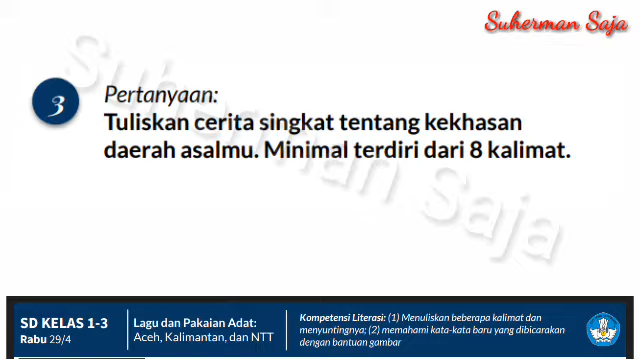 Suherman Saja
3
Pertanyaan:
Tuliskan cerita singkat tentang kekhasan
daerah asalmu. Minimal terdiri dari 8 kalimat.
Suherman Saja
SD KELAS 1-3
Rabu 29/4
Lagu dan Pakaian Adat:
Aceh, Kalimantan, dan NTT
Kompetensi Literasi: (1) Menuliskan beberapa kalimat dan
menyuntingnya; (2) memahami kata-kata baru yang dibicarakan
dengan bantuan gambar